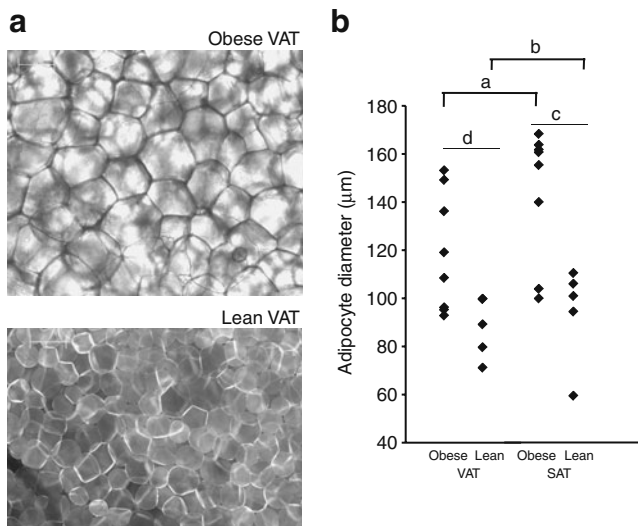 a
Obese VAT
Lean VAT
b
b
a
c
d
Adipocyte diameter (μm)
180
160
140
120
100
80
60
40
Obese Lean Obese Lean
VAT SAT